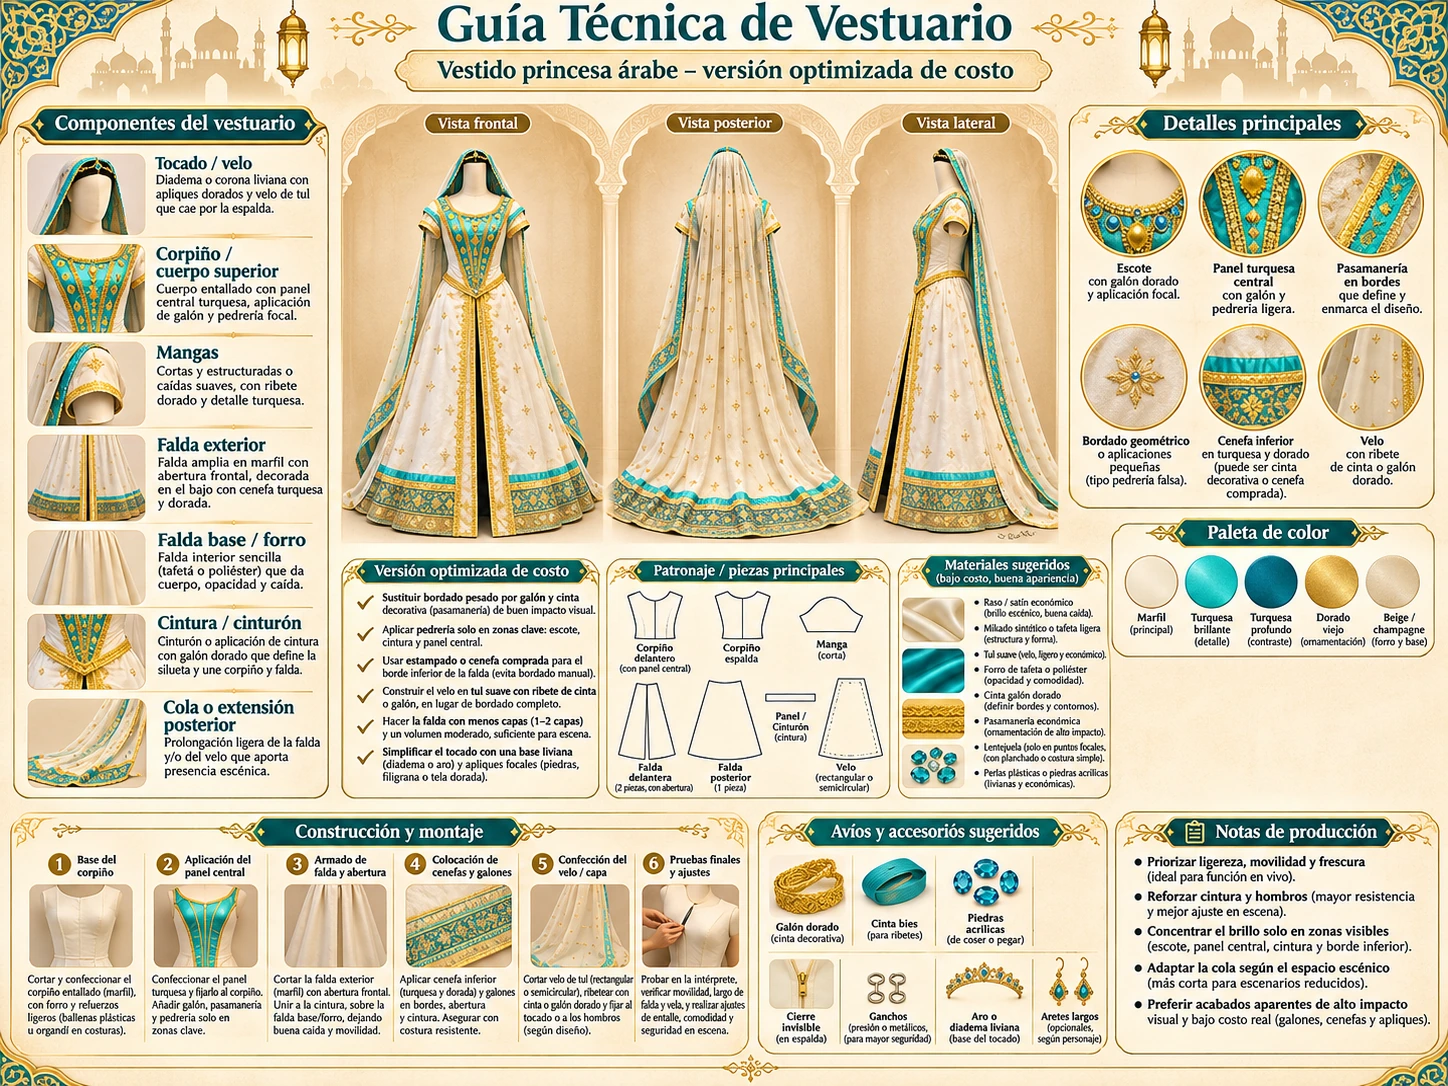 Guía Técnica de Vestuario
Vestido princesa árabe – versión optimizada de costo
Componentes del vestuario
Tocado / velo
Diadema o corona liviana con
apliques dorados y velo de tul
que cae por la espalda.
Corpiño /
cuerpo superior
Cuerpo entallado con panel
central turquesa, aplicación
de galón y pedrería focal.
Mangas
Cortas y estructuradas o
caídas suaves, con ribete
dorado y detalle turquesa.
Falda exterior
Falda amplia en marfil con
abertura frontal, decorada
en el bajo con cenefa turquesa
y dorada.
Falda base / forro
Falda interior sencilla
(tafetá o poliéster) que da
cuerpo, opacidad y caída.
Cintura / cinturón
Cinturón o aplicación de cintura
con galón dorado que define la
silueta y une corpiño y falda.
Cola o extensión
posterior
Prolongación ligera de la falda
y/o del velo que aporta
presencia escénica.
Vista frontal
Vista posterior
Vista lateral
Detalles principales
Escote
con galón dorado
y aplicación focal.
Panel turquesa
central
con galón y
pedrería ligera.
Pasamanería
en bordes
que define y
enmarca el diseño.
Bordado geométrico
o aplicaciones
pequeñas
(tipo pedrería falsa).
Cenefa inferior
en turquesa y dorado
(puede ser cinta
decorativa o cenefa
comprada).
Velo
con ribete
de cinta o galón
dorado.
Paleta de color
Marfil
(principal)
Turquesa
brillante
(detalle)
Turquesa
profundo
(contraste)
Dorado
viejo
(ornamentación)
Beige /
champagne
(forro y base)
Versión optimizada de costo
Sustituir bordado pesado por galón y cinta
decorativa (pasamanería) de buen impacto visual.
Aplicar pedrería solo en zonas clave: escote,
cintura y panel central.
Usar estampado o cenefa comprada para el
borde inferior de la falda (evita bordado manual).
Construir el velo en tul suave con ribete de cinta
o galón, en lugar de bordado completo.
Hacer la falda con menos capas (1–2 capas)
y un volumen moderado, suficiente para escena.
Simplificar el tocado con una base liviana
(diadema o aro) y apliques focales (piedras,
filigrana o tela dorada).
Patronaje / piezas principales
Corpiño
delantero
(con panel central)
Corpiño
espalda
Manga
(corta)
Falda
delantera
(2 piezas, con abertura)
Falda
posterior
(1 pieza)
Panel /
Cinturón
(cintura)
Velo
(rectangular o
semicircular)
Materiales sugeridos
(bajo costo, buena apariencia)
Raso / satín económico
(brillo escénico, buena caída).
Mikado sintético o tafeta ligera
(estructura y forma).
Tul suave (velo, ligero y económico).
Forro de tafeta o poliéster
(opacidad y comodidad).
Cinta galón dorado
(definir bordes y contornos).
Pasamanería económica
(ornamentación de alto impacto).
Lentejuela (solo en puntos focales,
(con planchado o costura simple).
Perlas plásticas o piedras acrílicas
(livianas y económicas).
Construcción y montaje
1 Base del
corpiño
Cortar y confeccionar el
corpiño entallado (marfil),
con forro y refuerzos
ligeros (ballenas plásticas
u organdí en costuras).
2 Aplicación del
panel central
Confeccionar el panel
turquesa y fijarlo al corpiño.
Añadir galón, pasamanería
y pedreria solo en
zonas clave.
3 Armado de
falda y abertura
Cortar la falda exterior
(marfil) con abertura frontal.
Unir a la cintura, sobre la
falda base/forro, dejando
buena caida y movilidad.
4 Colocación de
cenefas y galones
Aplicar cenefa inferior
(turquesa y dorada) y galones
en bordes, abertura
y cintura. Asegurar con
costura resistente.
5 Confección del
velo / capa
Cortar velo de tul (rectangular
o semicircular), ribetear con
cinta o galón dorado y fijar al
tocado o a los hombros
(según diseño).
6 Pruebas finales
y ajustes
Probar en la intérprete,
verificar movilidad, largo de
falda y vela, y realizar ajustes
de entalle, comodidad y
seguridad en escena.
Avíos y accesoriós sugeridos
Galón dorado
(cinta decorativa)
Cinta bies
(para ribetes)
Piedras
acrílicas
(de coser o pegar)
Cierre
invisible
(en espalda)
Ganchos
(presión o metálicos,
(para mayor seguridad)
Aro o
diadema liviana
(base del tocado)
Aretes largos
(opcionales,
según personaje)
Notas de producción
Priorizar ligereza, movilidad y frescura
(ideal para función en vivo).
Reforzar cintura y hombros (mayor resistencia
y mejor ajuste en escena).
Concentrar el brillo solo en zonas visibles
(escote, panel central, cintura y borde inferior).
Adaptar la cola según el espacio escénico
(más corta para escenarios reducidos).
Preferir acabados aparentes de alto impacto
visual y bajo costo real (galones, cenefas y apliques).